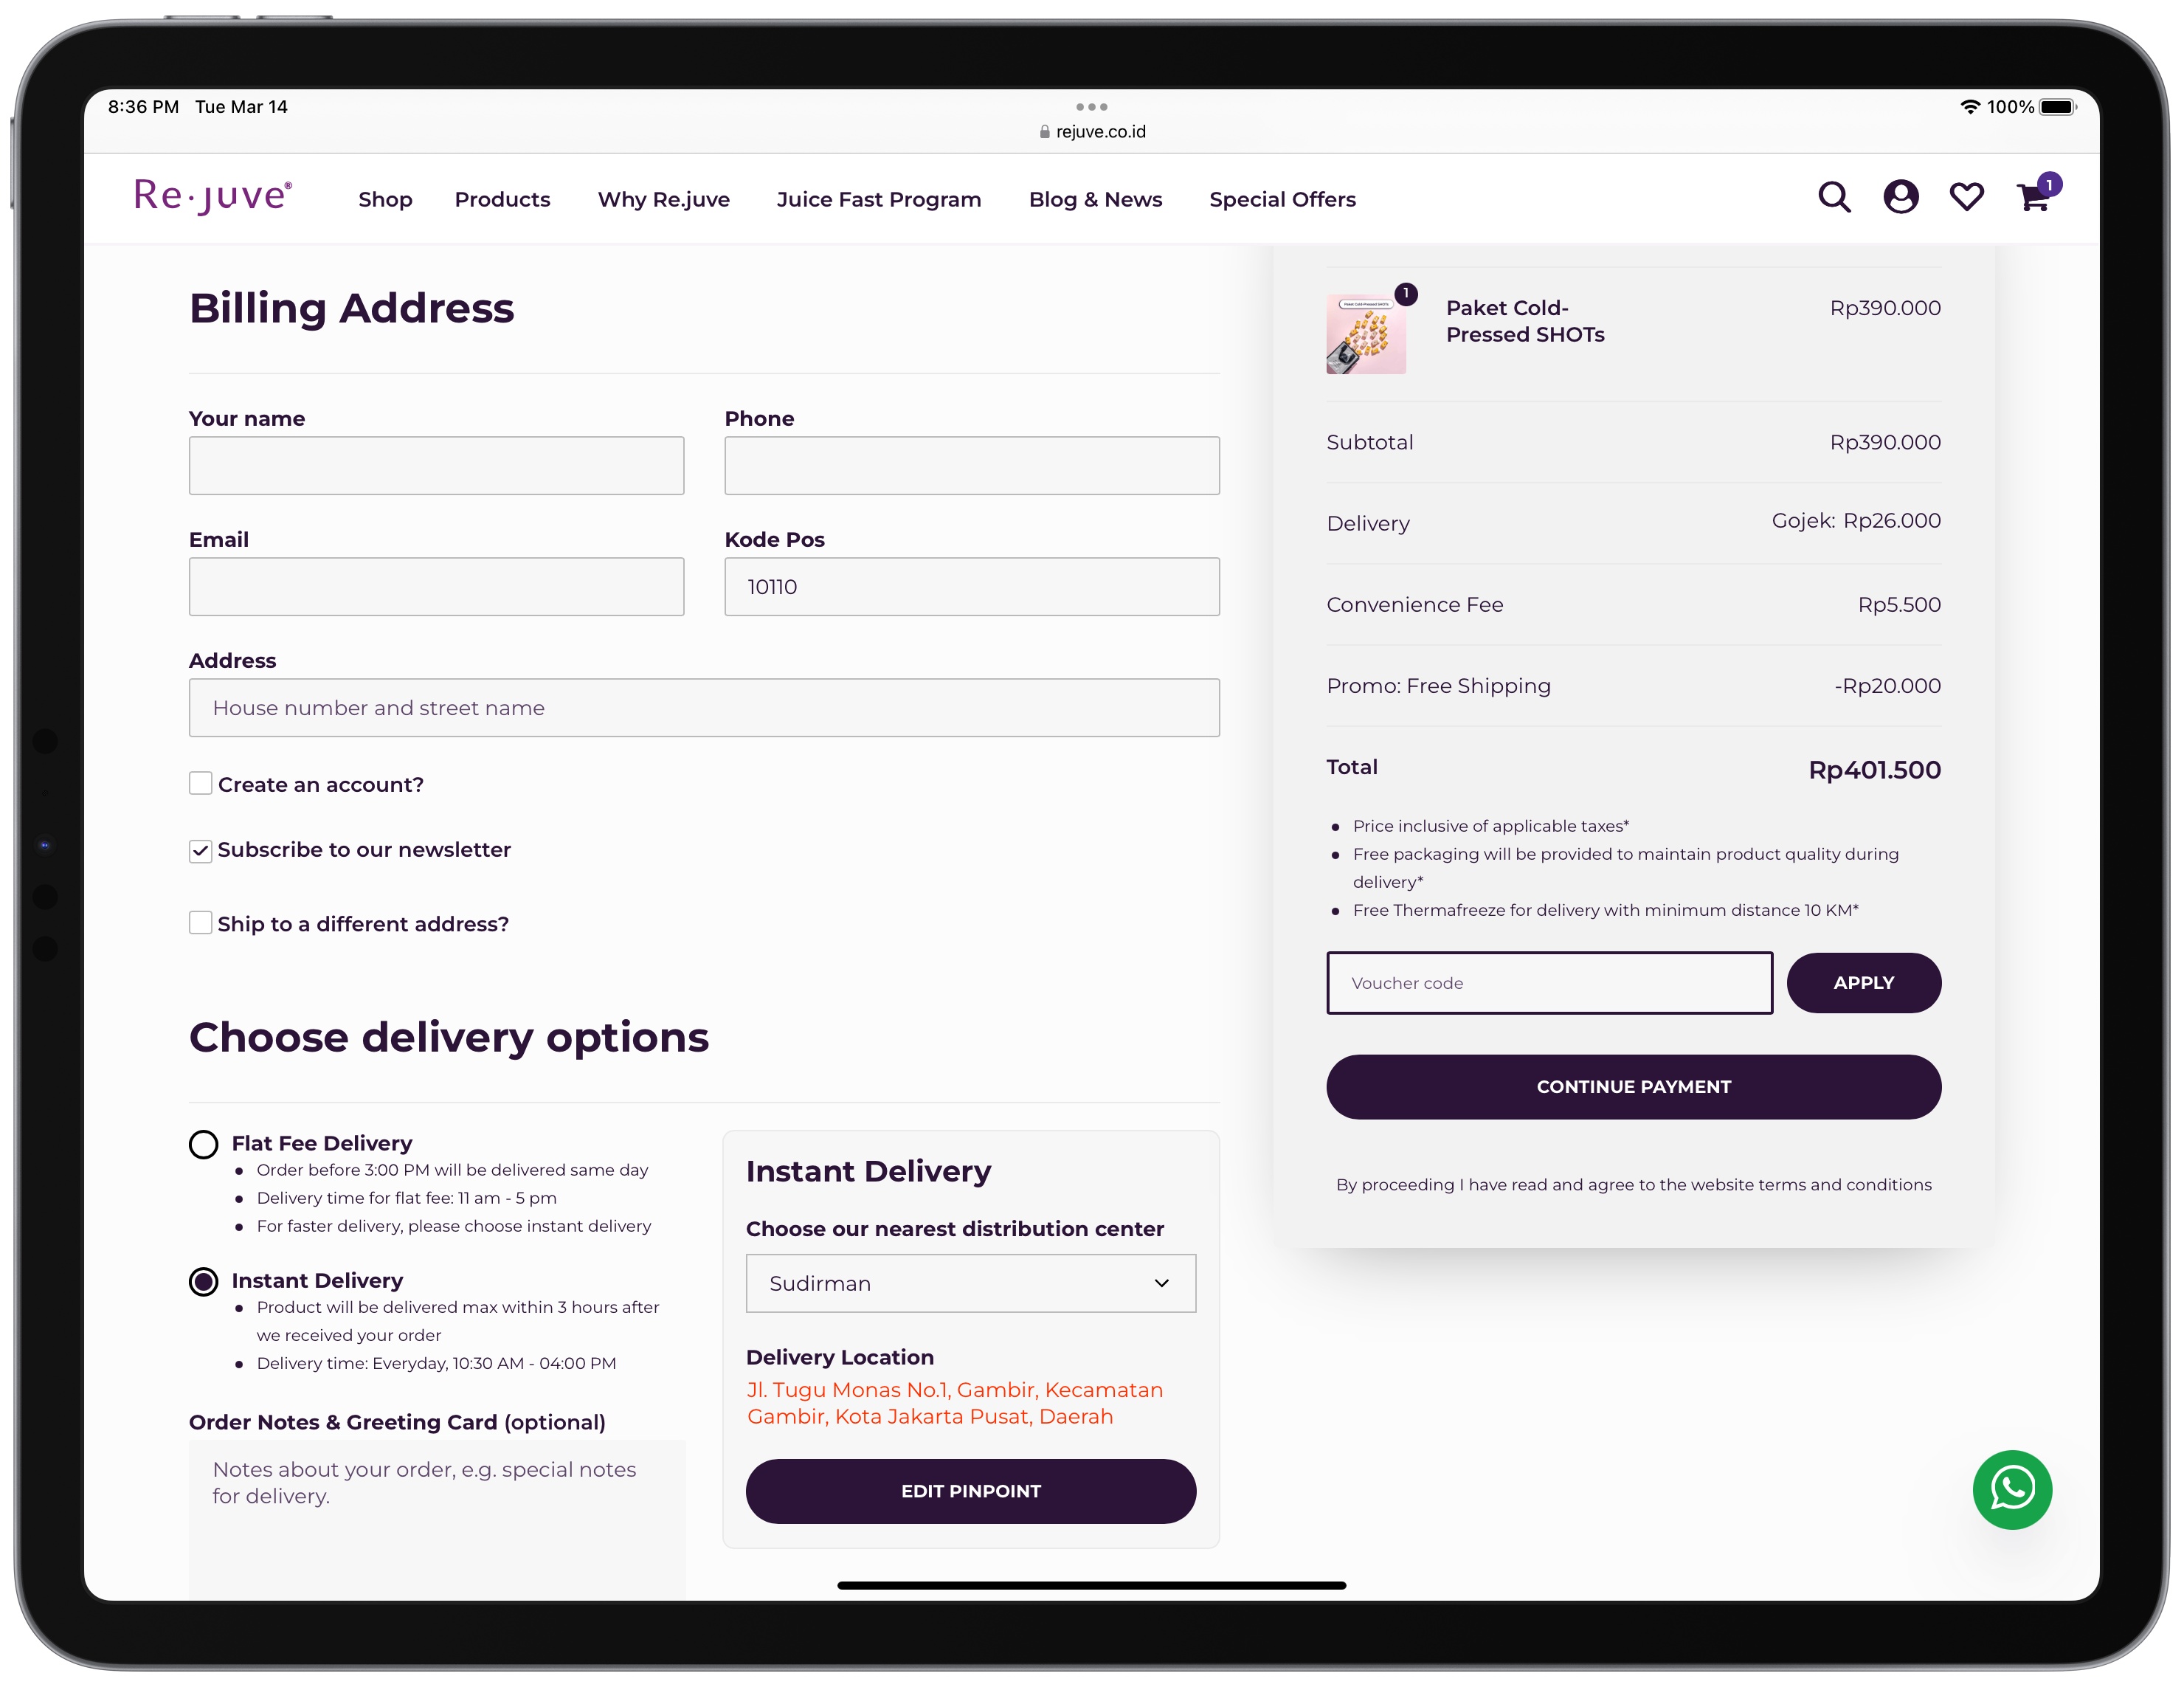 8:36 PM Tue Mar 14
100%
rejuve.co.id
Re·juve®
Shop
Products
Why Re.juve
Juice Fast Program
Blog & News
Special Offers
1
Billing Address
Your name
Phone
Email
Kode Pos
10110
Address
House number and street name
Create an account?
Subscribe to our newsletter
Ship to a different address?
Choose delivery options
Flat Fee Delivery
Order before 3:00 PM will be delivered same day
Delivery time for flat fee: 11 am - 5 pm
For faster delivery, please choose instant delivery
Instant Delivery
Product will be delivered max within 3 hours after
we received your order
Delivery time: Everyday, 10:30 AM - 04:00 PM
Order Notes & Greeting Card (optional)
Notes about your order, e.g. special notes
for delivery.
Instant Delivery
Choose our nearest distribution center
Sudirman
Delivery Location
Jl. Tugu Monas No.1, Gambir, Kecamatan
Gambir, Kota Jakarta Pusat, Daerah
EDIT PINPOINT
Paket Cold-Pressed SHOTs
1
Paket Cold-
Pressed SHOTs
Rp390.000
Subtotal
Rp390.000
Delivery
Gojek: Rp26.000
Convenience Fee
Rp5.500
Promo: Free Shipping
-Rp20.000
Total
Rp401.500
Price inclusive of applicable taxes*
Free packaging will be provided to maintain product quality during
delivery*
Free Thermafreeze for delivery with minimum distance 10 KM*
Voucher code
APPLY
CONTINUE PAYMENT
By proceeding I have read and agree to the website terms and conditions